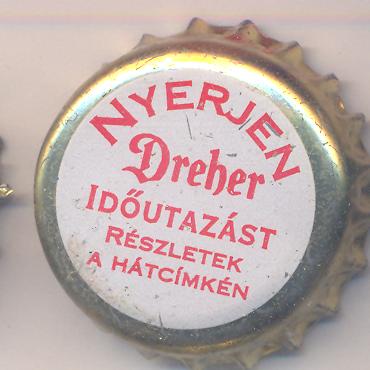 NYERJEN
Dreher
IDŐUTAZÁST
RÉSZLETEK
A HÁTCÍMKÉN